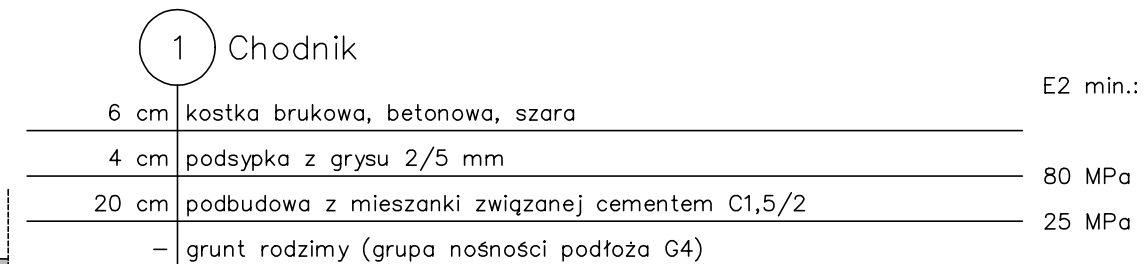 1 Chodnik
E2 min.:
6 cm kostka brukowa, betonowa, szara
4 cm podsypka z grysu 2/5 mm
80 MPa
20 cm podbudowa z mieszanki związanej cementem C1,5/2
25 MPa
– grunt rodzimy (grupa nośności podłoża G4)